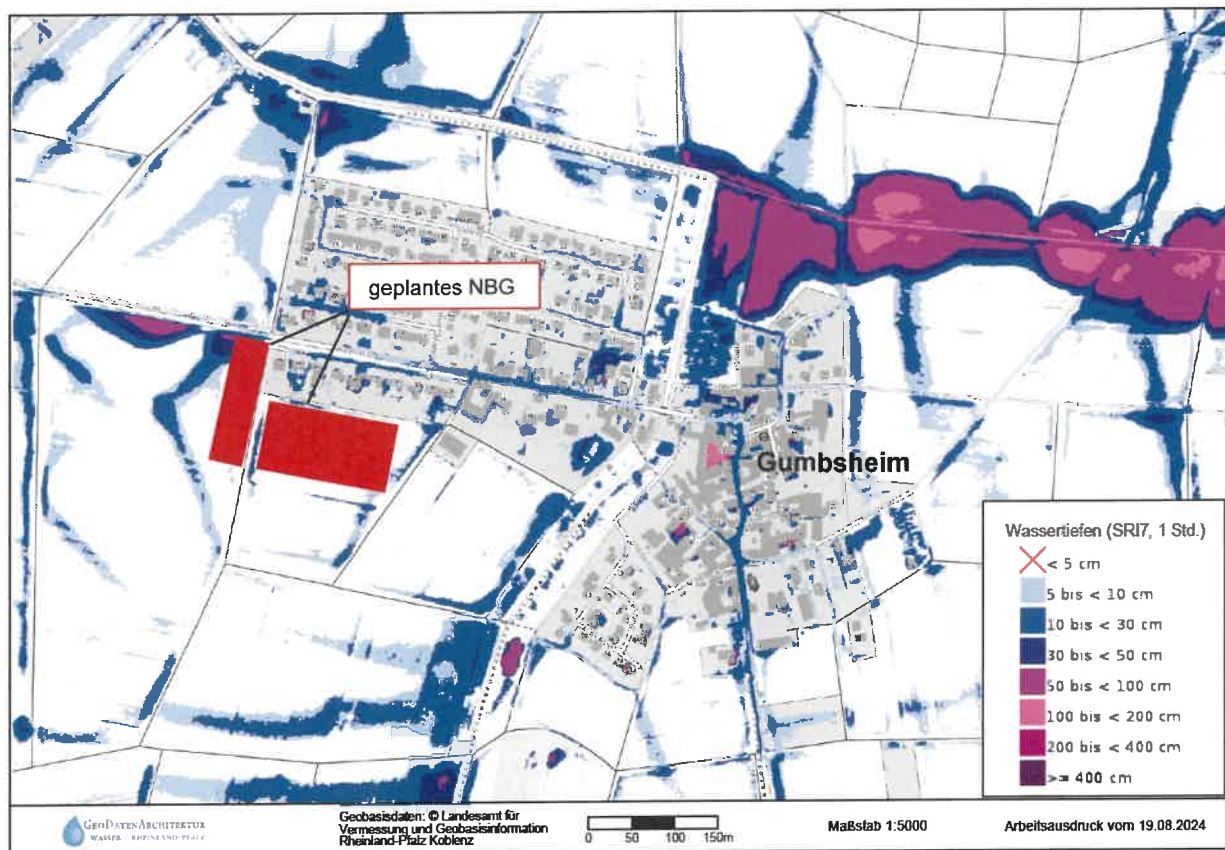 geplantes NBG
Gumbsheim
Wassertiefen (SRI7, 1 Std.)
< 5 cm
5 bis < 10 cm
10 bis < 30 cm
30 bis < 50 cm
50 bis < 100 cm
100 bis < 200 cm
200 bis < 400 cm
>= 400 cm
GEODATENARCHITEKTUR
WASSER RHEINLAND-PFALZ
Geobasisdaten: © Landesamt für
Vermessung und Geobasisinformation
Rheinland-Pfalz Koblenz
0 50 100 150m
Maßstab 1:5000
Arbeitsausdruck vom 19.08.2024